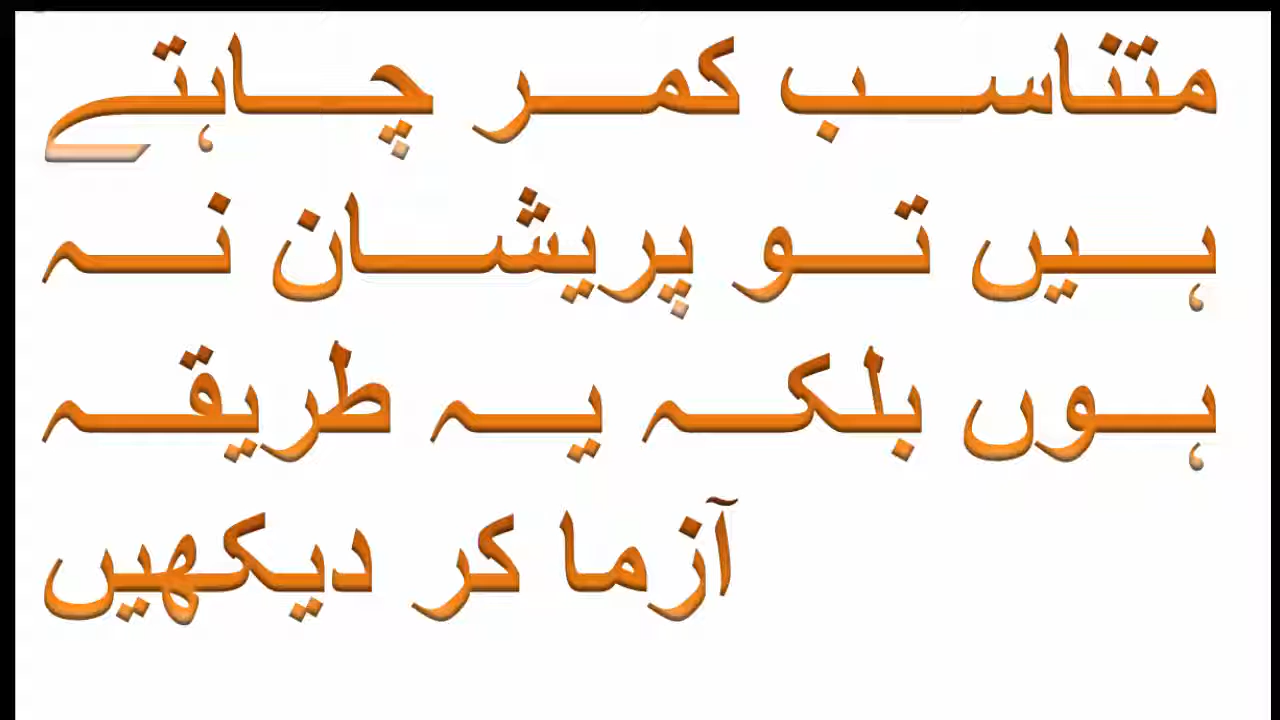 متناسب کمر چاہتے
ہیں تو پریشان نہ
ہوں بلکہ یہ طریقہ
آزما کر دیکھیں